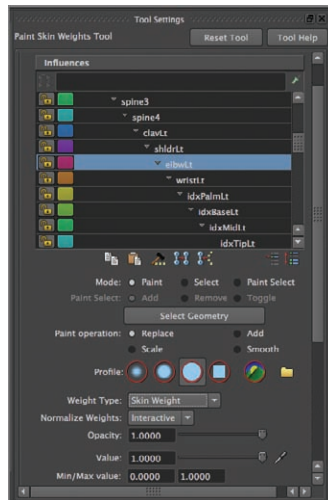 Tool Settings
Paint Skin Weights Tool Reset Tool Tool Help
Influences
spine3
spine4
clavLt
shldrLt
elbwLt
wristLt
idxPalmLt
idxBaseLt
idxMidLt
idxTipLt
Mode: Paint Select Paint Select
Paint Select: Add Remove Toggle
Select Geometry
Paint operation: Replace Add
Scale Smooth
Profile:
Weight Type: Skin Weight
Normalize Weights: Interactive
Opacity: 1.0000
Value: 1.0000
Min/Max value: 0.0000 1.0000